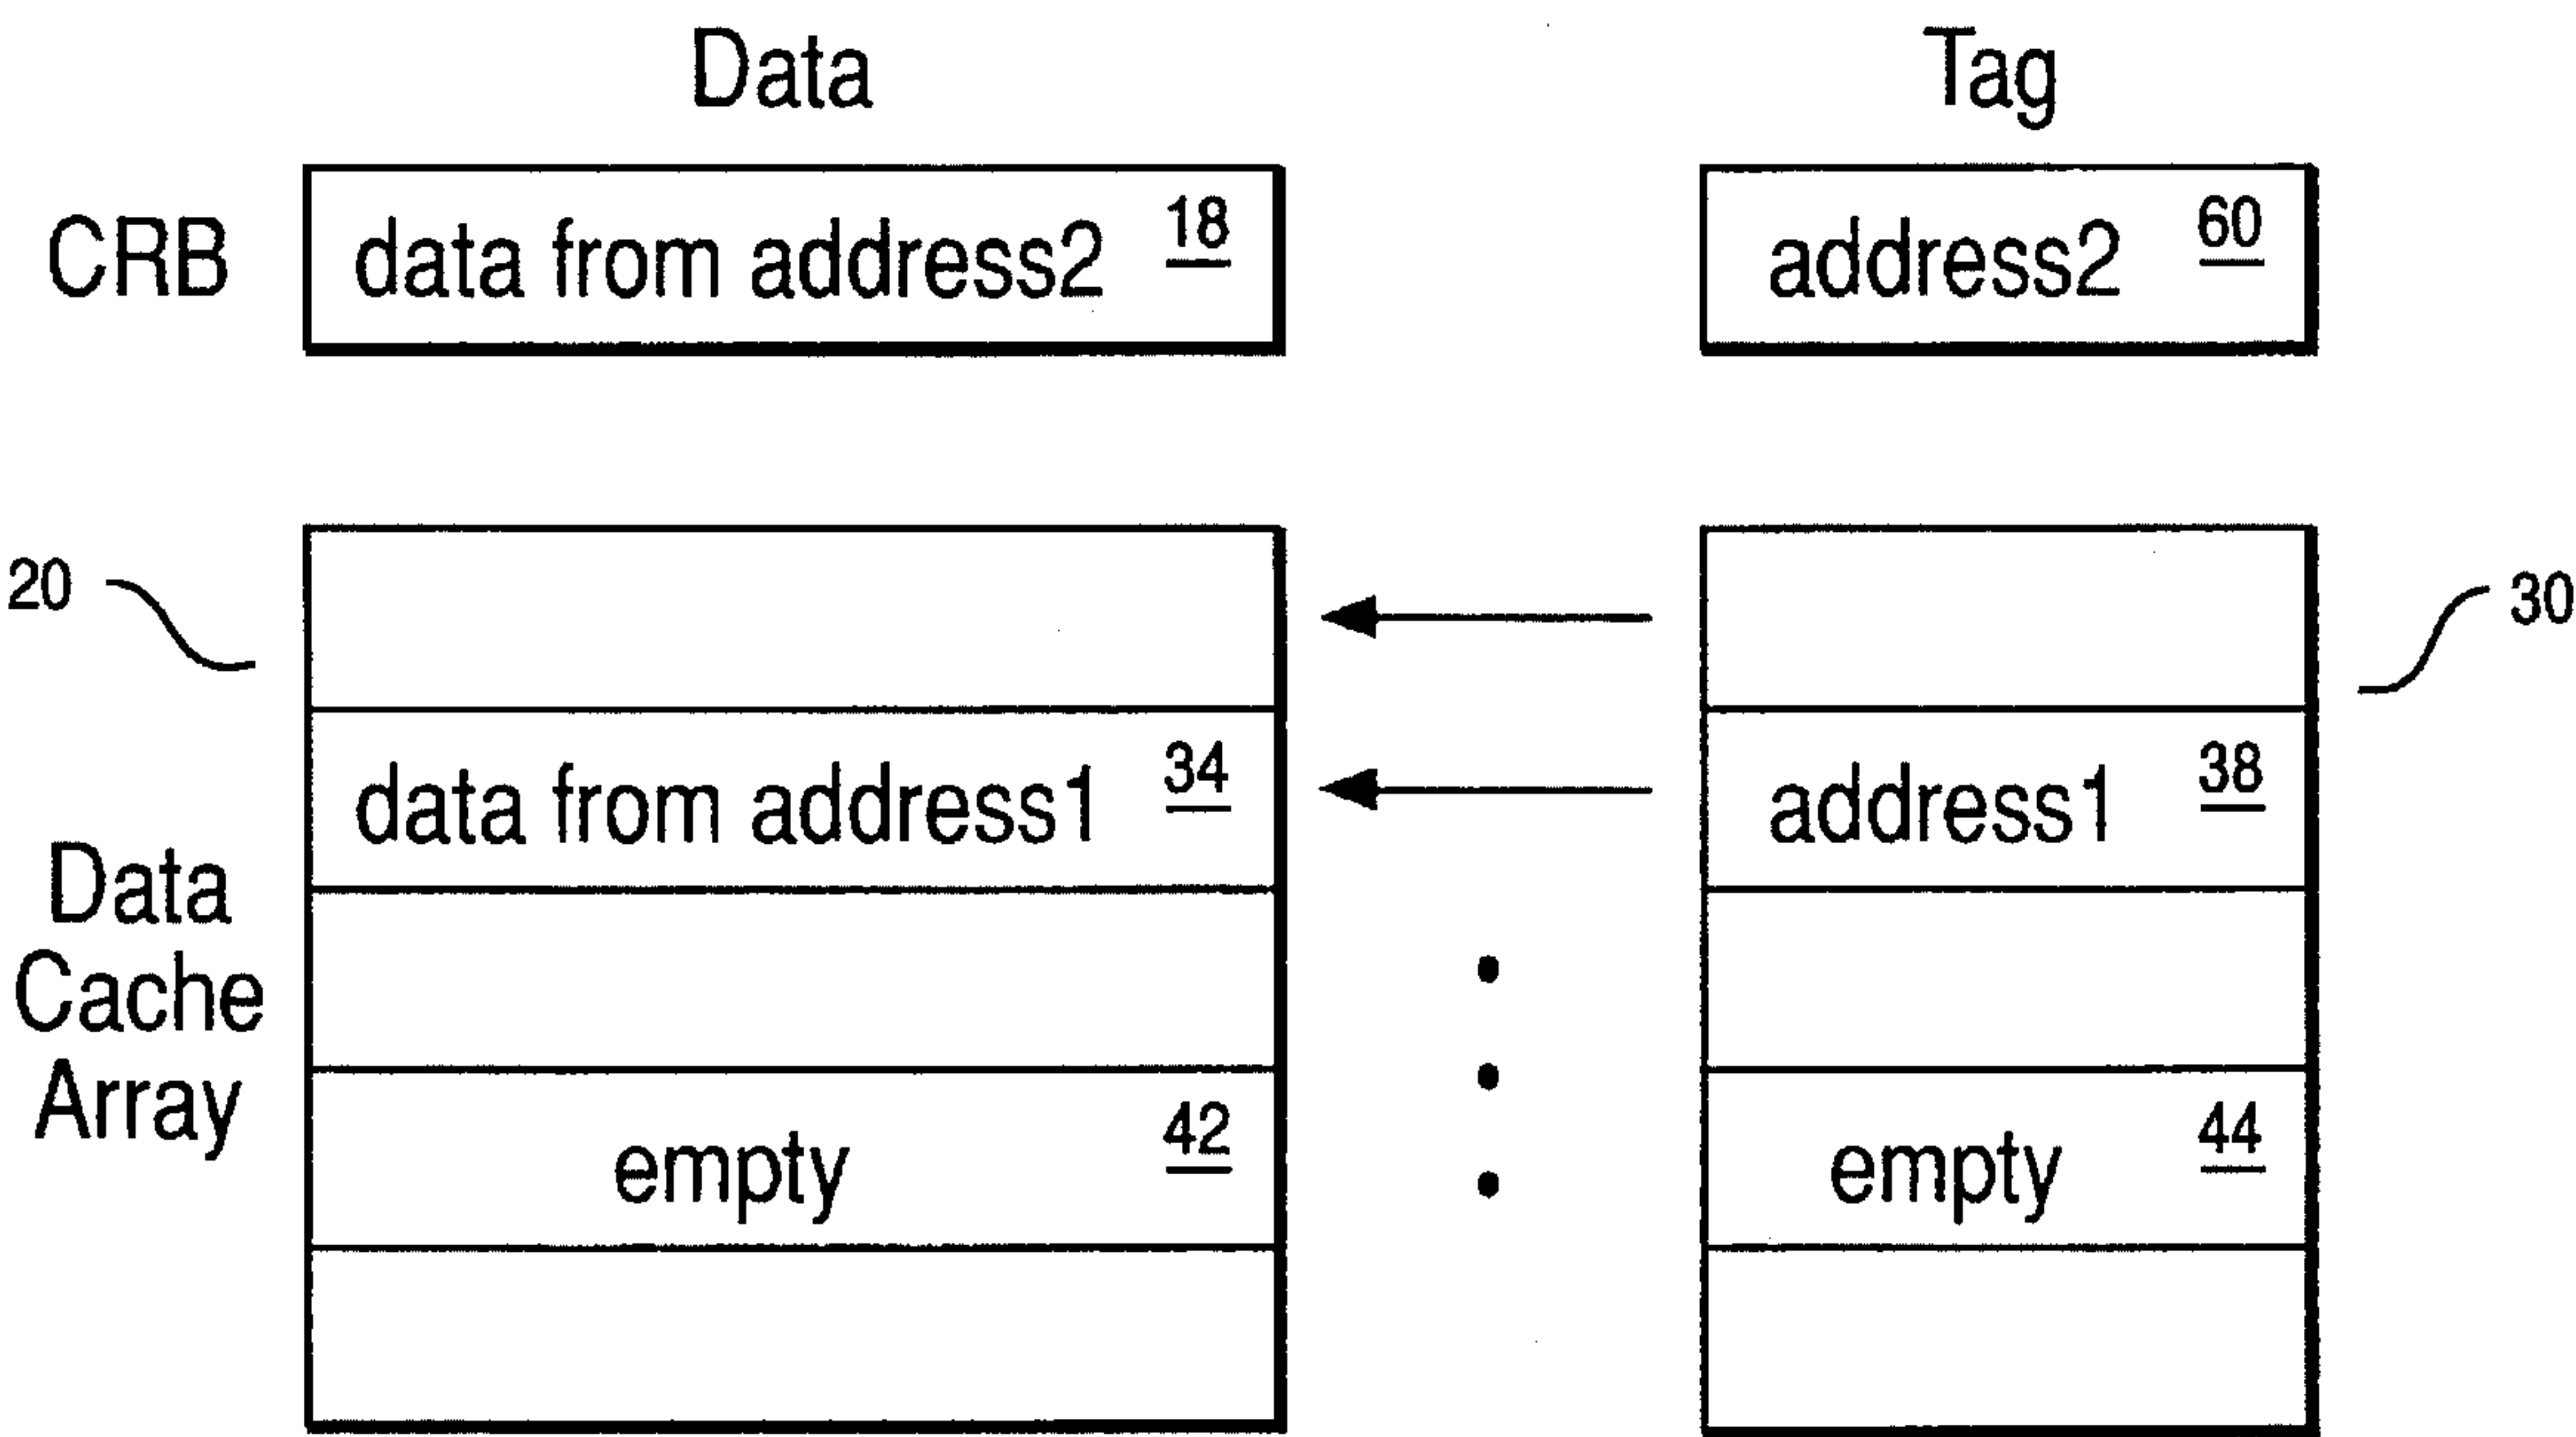 Data Tag
CRB data from address2 18 address2 60
20 30
data from address1 34 address1 38
Data
Cache
Array
empty 42 empty 44